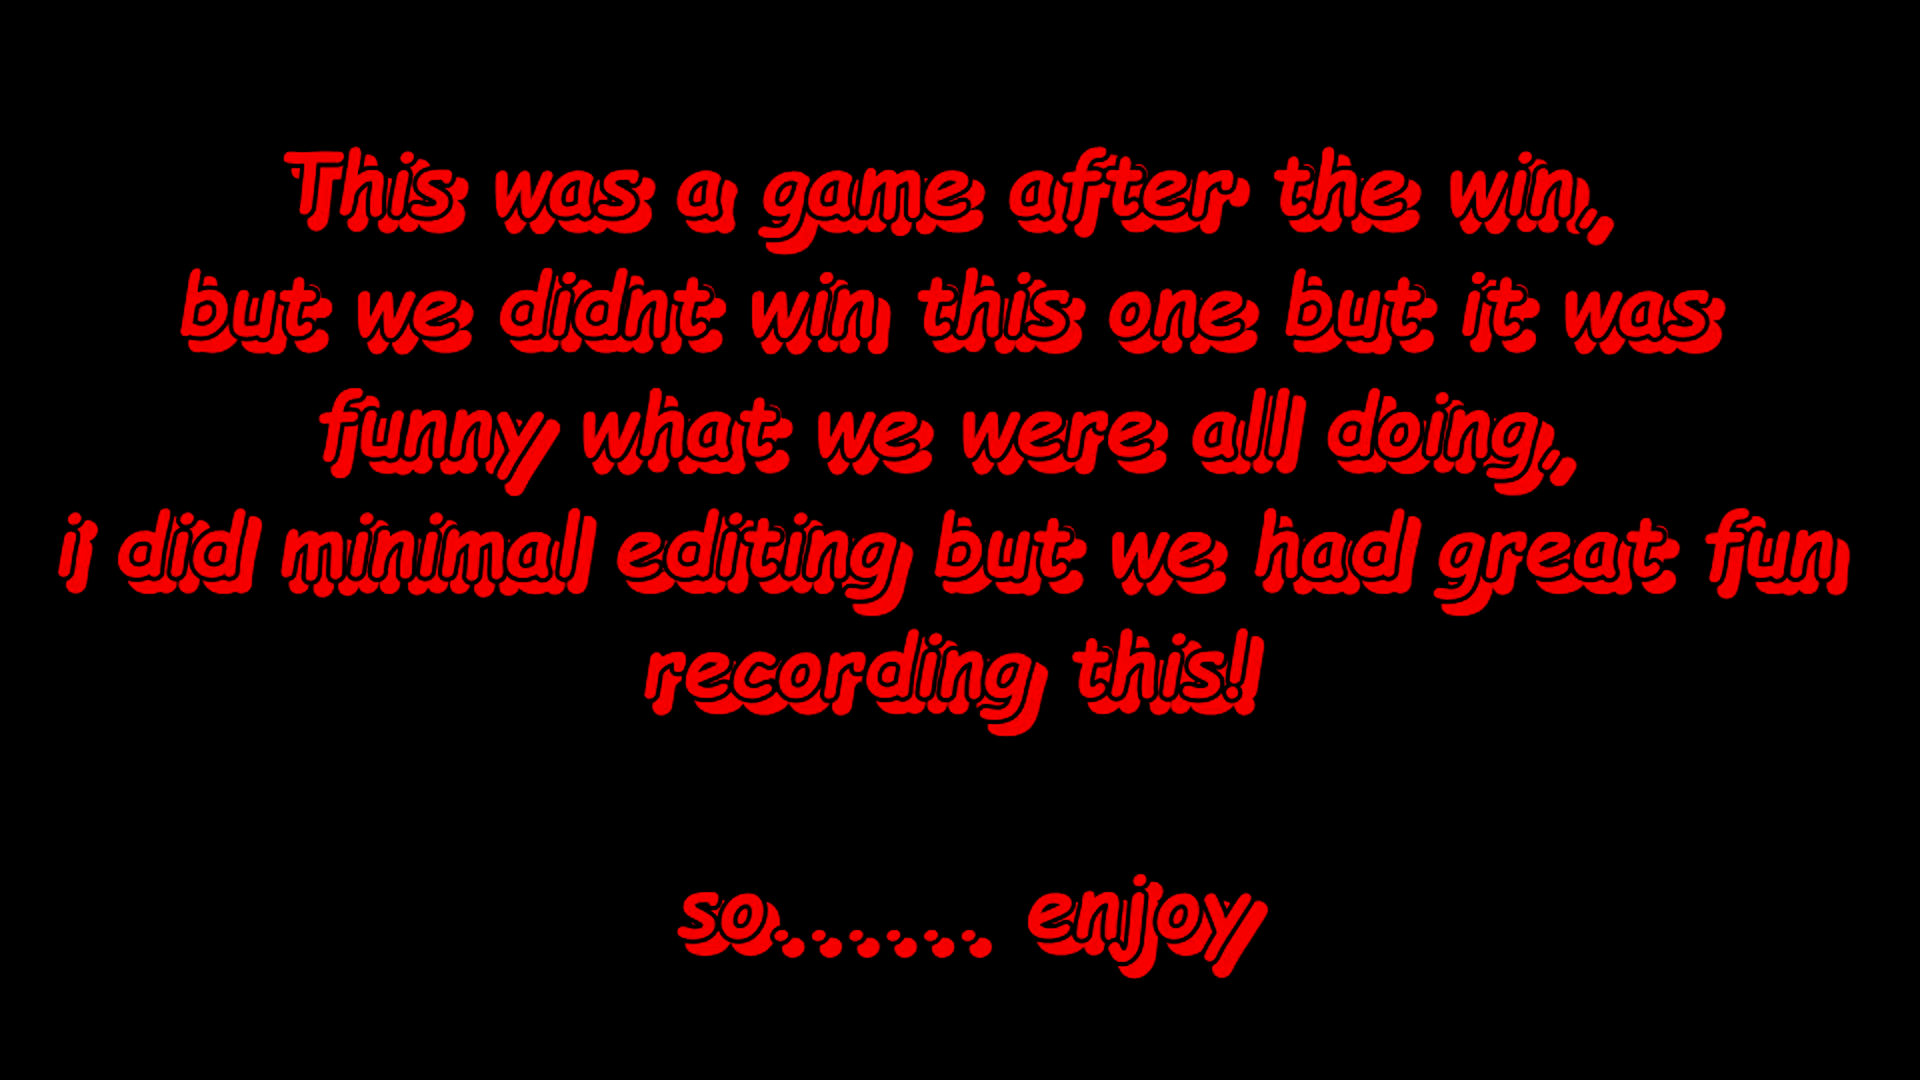 This was a game after the win,
but we didnt win this one but it was
funny what we were all doing,
i did minimal editing but we had great fun
recording this!
so...... enjoy